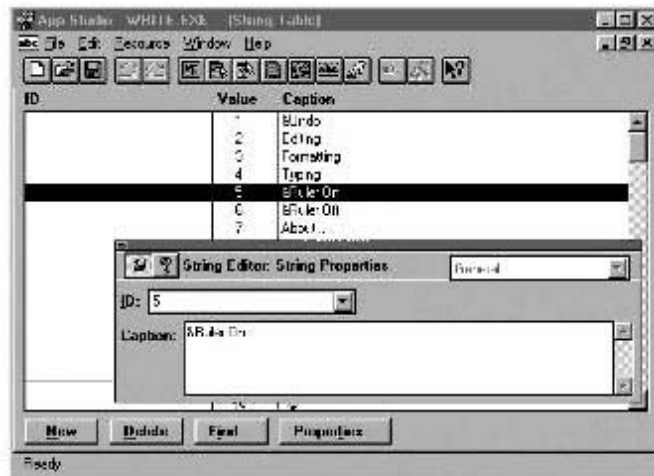 App Studio - WRITE.EXE - [String Table]
abc File Edit Resource Window Help
ID Value Caption
1 &Undo
2 Editing
3 Formatting
4 Typing
5 &Ruler On
6 &Ruler Off
7 About...
String Editor: String Properties General
ID: 5
Caption: &Ruler On
New Delete Find Properties
Ready